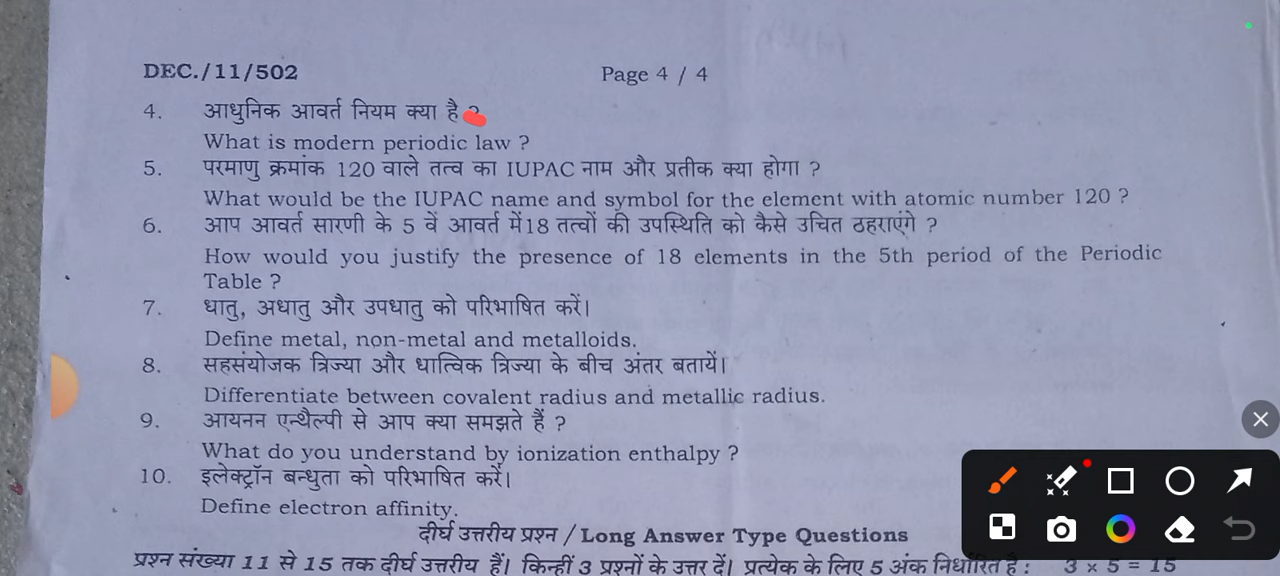 DEC./11/502 Page 4 / 4
4. आधुनिक आवर्त नियम क्या है ?
What is modern periodic law ?
5. परमाणु क्रमांक 120 वाले तत्व का IUPAC नाम और प्रतीक क्या होगा ?
What would be the IUPAC name and symbol for the element with atomic number 120 ?
6. आप आवर्त सारणी के 5 वें आवर्त में18 तत्वों की उपस्थिति को कैसे उचित ठहराएंगे ?
How would you justify the presence of 18 elements in the 5th period of the Periodic
Table ?
7. धातु, अधातु और उपधातु को परिभाषित करें।
Define metal, non-metal and metalloids.
8. सहसंयोजक त्रिज्या और धात्विक त्रिज्या के बीच अंतर बतायें।
Differentiate between covalent radius and metallic radius.
9. आयनन एन्थैल्पी से आप क्या समझते हैं ?
What do you understand by ionization enthalpy ?
10. इलेक्ट्रॉन बन्धुता को परिभाषित करें।
Define electron affinity.
दीर्घ उत्तरीय प्रश्न / Long Answer Type Questions
प्रश्न संख्या 11 से 15 तक दीर्घ उत्तरीय हैं। किन्हीं 3 प्रश्नों के उत्तर दें। प्रत्येक के लिए 5 अंक निर्धारित है : 3 x 5 = 15